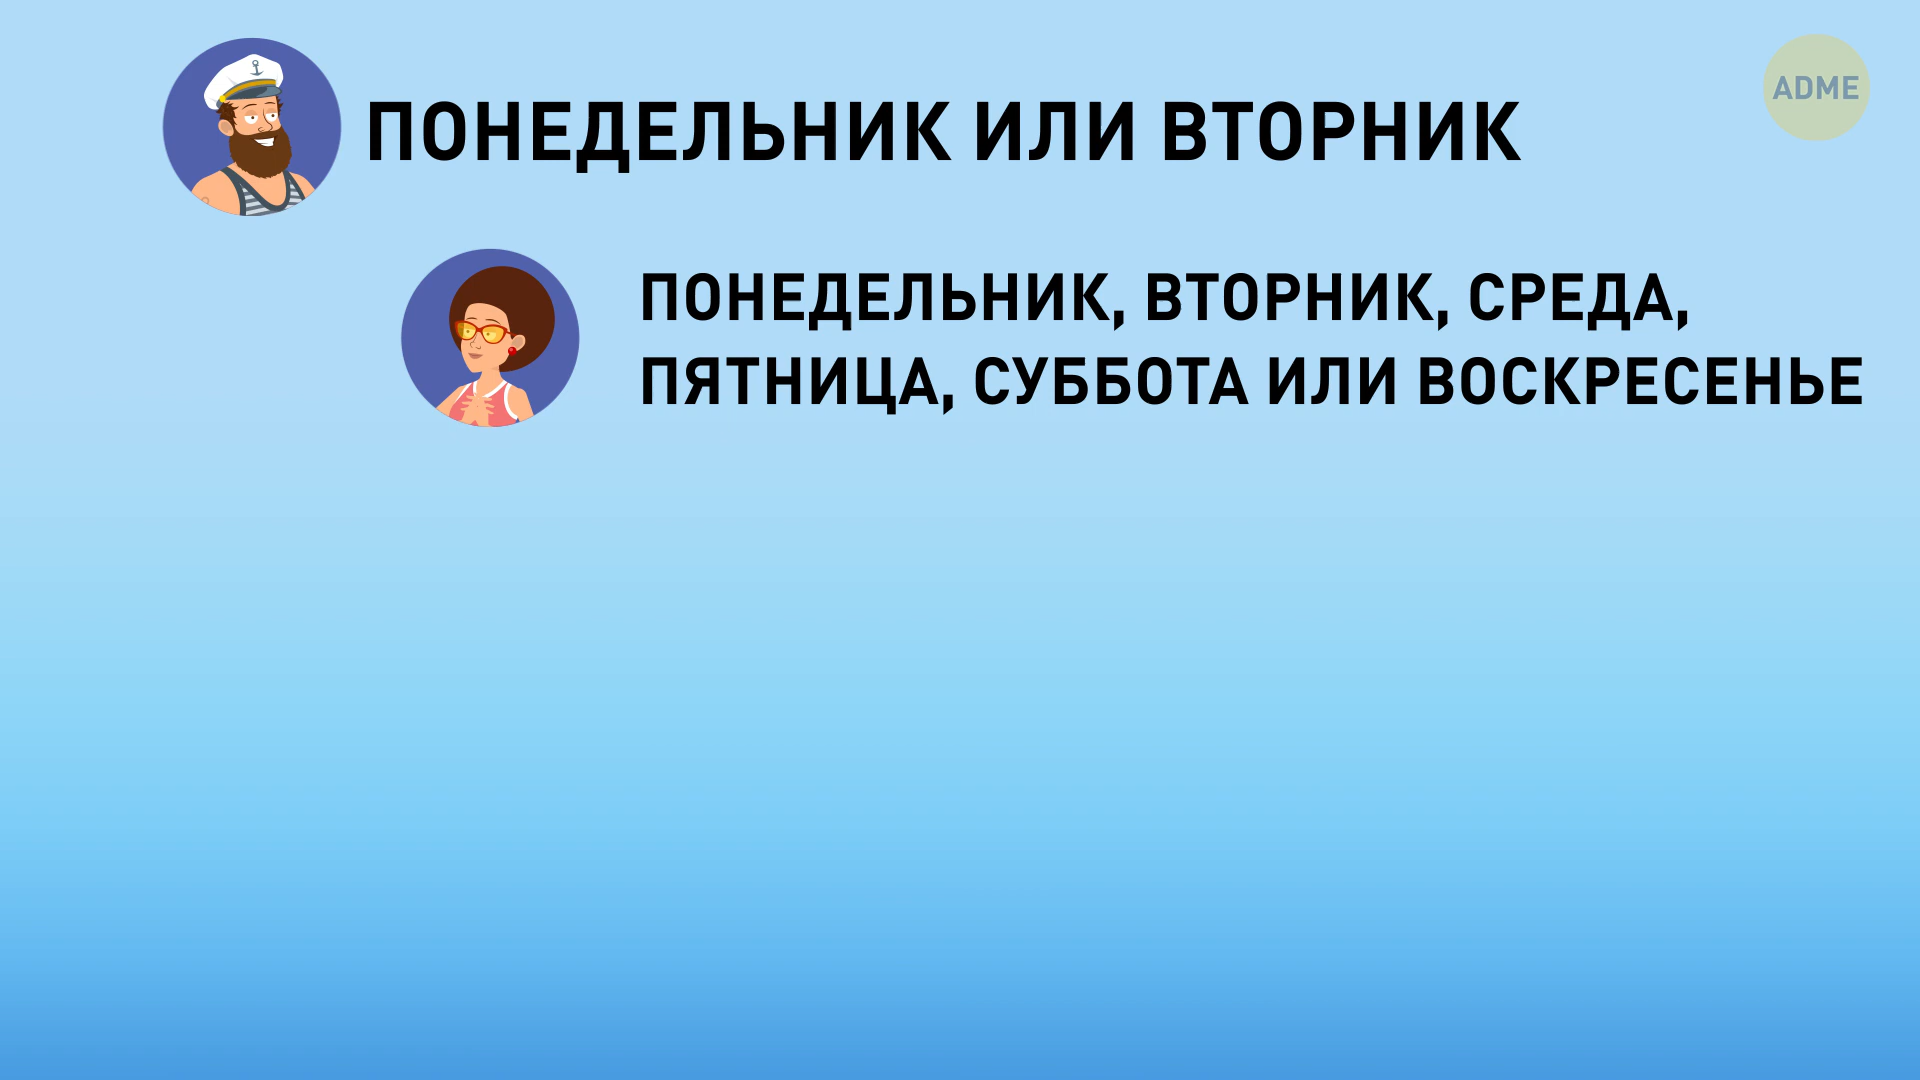 ADME
ПОНЕДЕЛЬНИК ИЛИ ВТОРНИК
ПОНЕДЕЛЬНИК, ВТОРНИК, СРЕДА,
ПЯТНИЦА, СУББОТА ИЛИ ВОСКРЕСЕНЬЕ